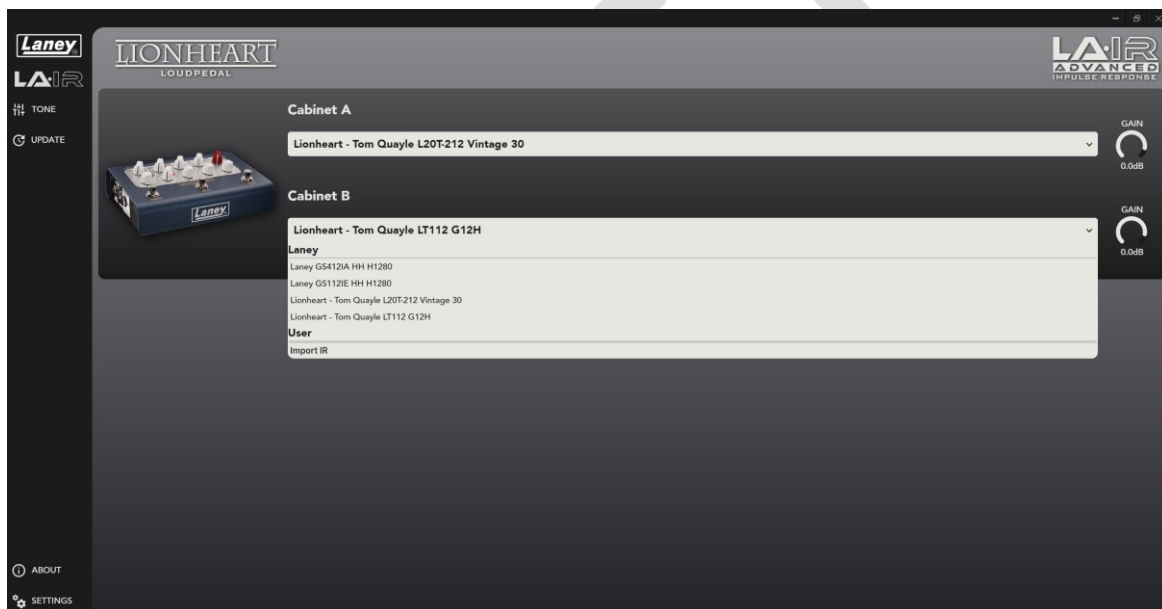 Laney
LA·IR
TONE
UPDATE
LIONHEART
LOUDPEDAL
LA·IR
ADVANCED
IMPULSE RESPONSE
Cabinet A
Lionheart - Tom Quayle L20T-212 Vintage 30
GAIN
0.0dB
Laney
Cabinet B
Lionheart - Tom Quayle LT112 G12H
GAIN
0.0dB
Laney
Laney GS412IA HH H1280
Laney GS112IE HH H1280
Lionheart - Tom Quayle L20T-212 Vintage 30
Lionheart - Tom Quayle LT112 G12H
User
Import IR
ABOUT
SETTINGS